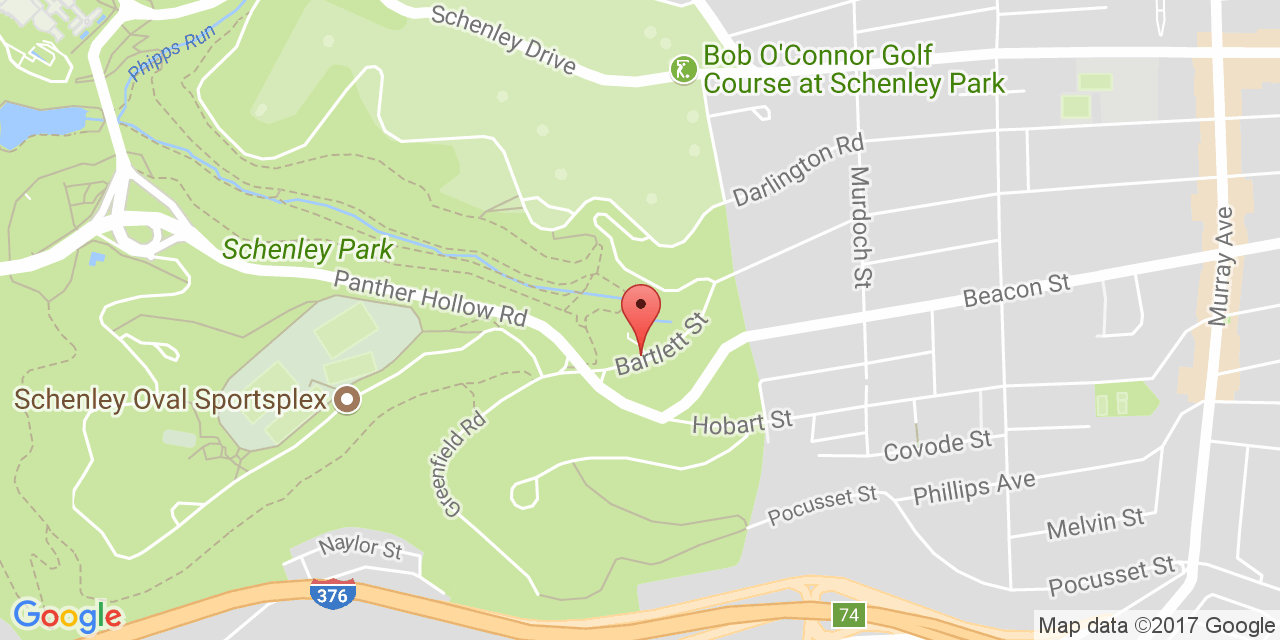 Schenley Drive
Phipps Run
Bob O'Connor Golf
Course at Schenley Park
Darlington Rd
Murdoch St
Murray Ave
Schenley Park
Panther Hollow Rd
Beacon St
Bartlett St
Schenley Oval Sportsplex
Hobart St
Greenfield Rd
Covode St
Phillips Ave
Pocusset St
Melvin St
Naylor St
Pocusset St
376
74
Google
Map data ©2017 Google